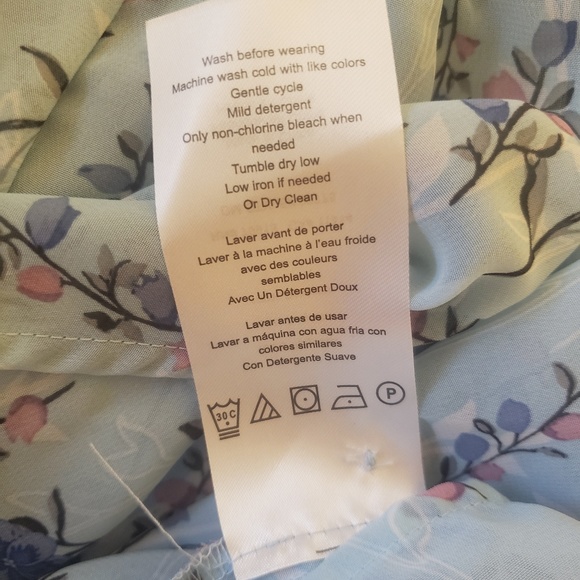 Wash before wearing
Machine wash cold with like colors
Gentle cycle
Mild detergent
Only non-chlorine bleach when
needed
Tumble dry low
Low iron if needed
Or Dry Clean
Laver avant de porter
Laver à la machine à l'eau froide
avec des couleurs
semblables
Avec Un Détergent Doux
Lavar antes de usar
Lavar a máquina con agua fria con
colores similares
Con Detergente Suave
30C P